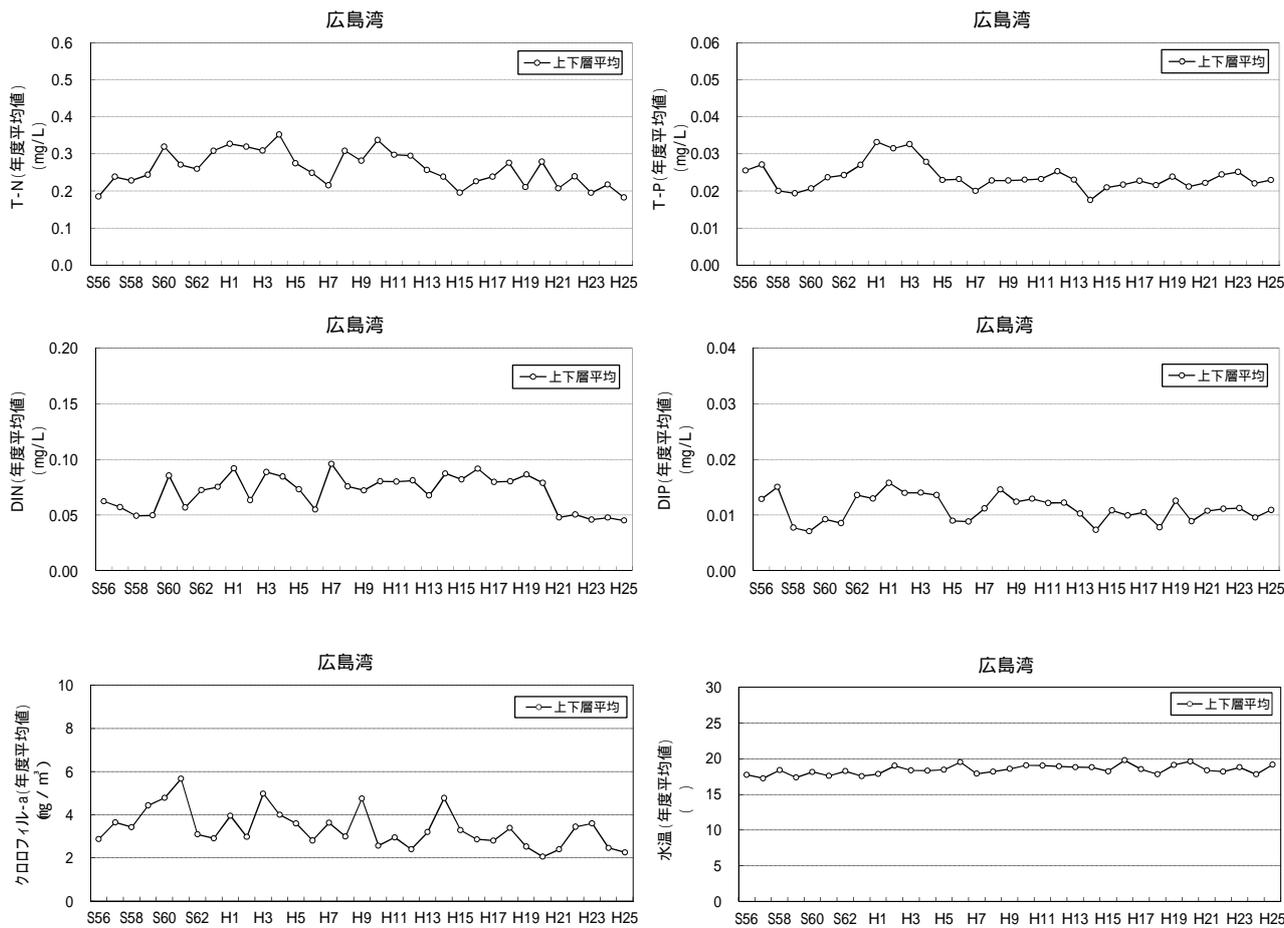 広島湾
T-N(年度平均値)
(mg/L)
0.6
0.5
0.4
0.3
0.2
0.1
0.0
上下層平均
S56 S58 S60 S62 H1 H3 H5 H7 H9 H11 H13 H15 H17 H19 H21 H23 H25
広島湾
T-P(年度平均値)
(mg/L)
0.06
0.05
0.04
0.03
0.02
0.01
0.00
上下層平均
S56 S58 S60 S62 H1 H3 H5 H7 H9 H11 H13 H15 H17 H19 H21 H23 H25
広島湾
DIN(年度平均値)
(mg/L)
0.20
0.15
0.10
0.05
0.00
上下層平均
S56 S58 S60 S62 H1 H3 H5 H7 H9 H11 H13 H15 H17 H19 H21 H23 H25
広島湾
DIP(年度平均値)
(mg/L)
0.04
0.03
0.02
0.01
0.00
上下層平均
S56 S58 S60 S62 H1 H3 H5 H7 H9 H11 H13 H15 H17 H19 H21 H23 H25
広島湾
クロロフィル-a(年度平均値)
(mg/㎥)
10
8
6
4
2
0
上下層平均
S56 S58 S60 S62 H1 H3 H5 H7 H9 H11 H13 H15 H17 H19 H21 H23 H25
広島湾
水温(年度平均値)
( )
30
25
20
15
10
5
0
上下層平均
S56 S58 S60 S62 H1 H3 H5 H7 H9 H11 H13 H15 H17 H19 H21 H23 H25